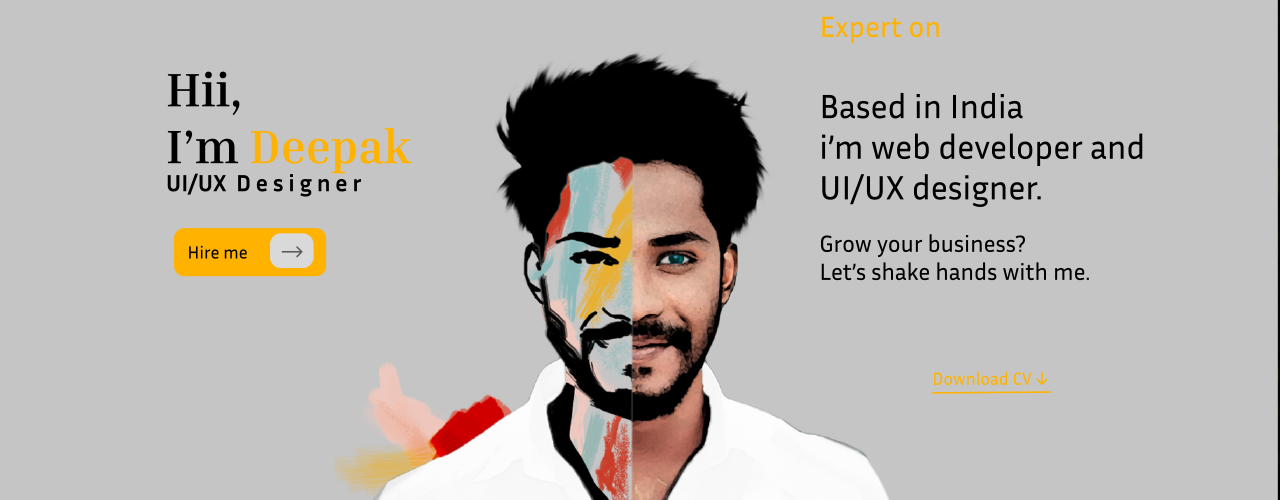 Hii,
I’m Deepak
UI/UX Designer
Hire me
Expert on
Based in India
i’m web developer and
UI/UX designer.
Grow your business?
Let’s shake hands with me.
Download CV